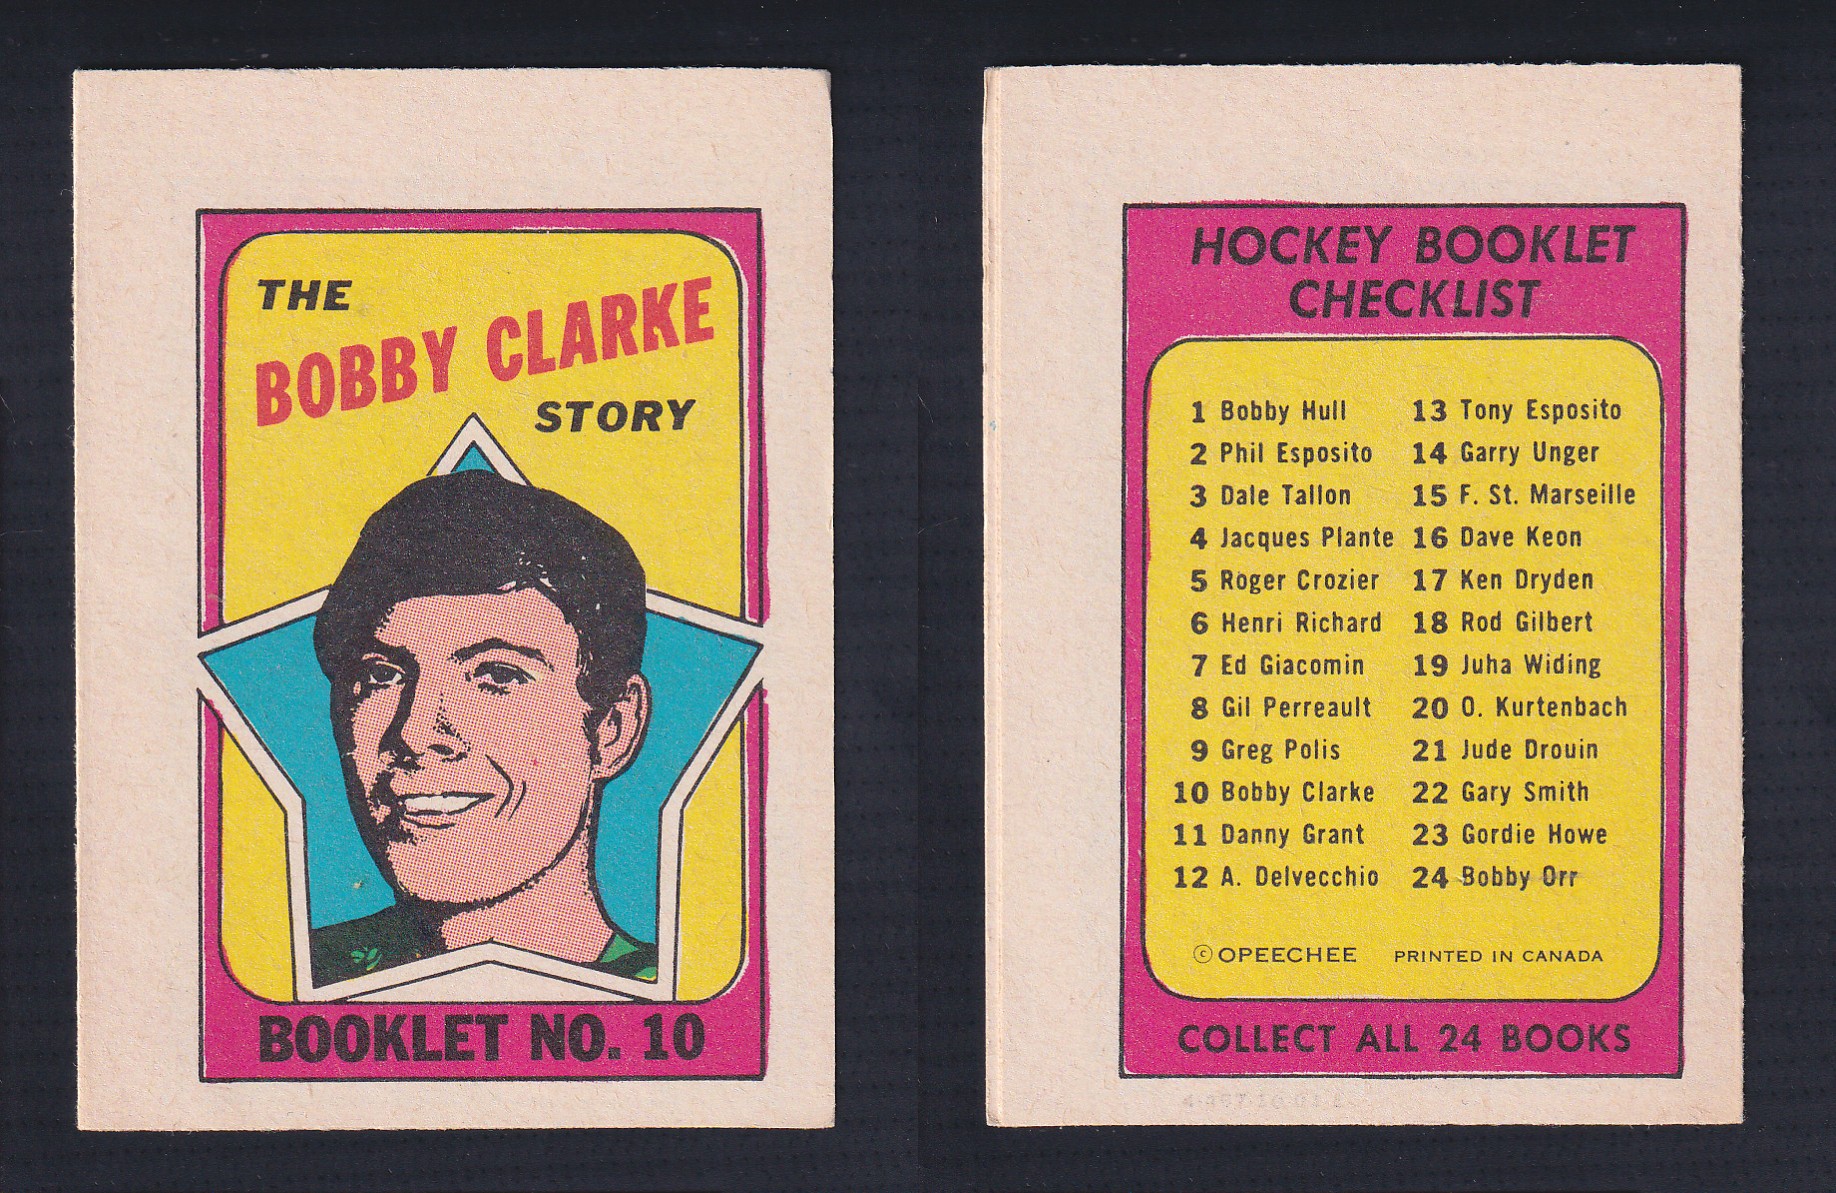 THE
BOBBY CLARKE
STORY
BOOKLET NO. 10
HOCKEY BOOKLET
CHECKLIST
1 Bobby Hull
2 Phil Esposito
3 Dale Tallon
4 Jacques Plante
5 Roger Crozier
6 Henri Richard
7 Ed Giacomin
8 Gil Perreault
9 Greg Polis
10 Bobby Clarke
11 Danny Grant
12 A. Delvecchio
13 Tony Esposito
14 Garry Unger
15 F. St. Marseille
16 Dave Keon
17 Ken Dryden
18 Rod Gilbert
19 Juha Widing
20 O. Kurtenbach
21 Jude Drouin
22 Gary Smith
23 Gordie Howe
24 Bobby Orr
© OPEECHEE PRINTED IN CANADA
COLLECT ALL 24 BOOKS